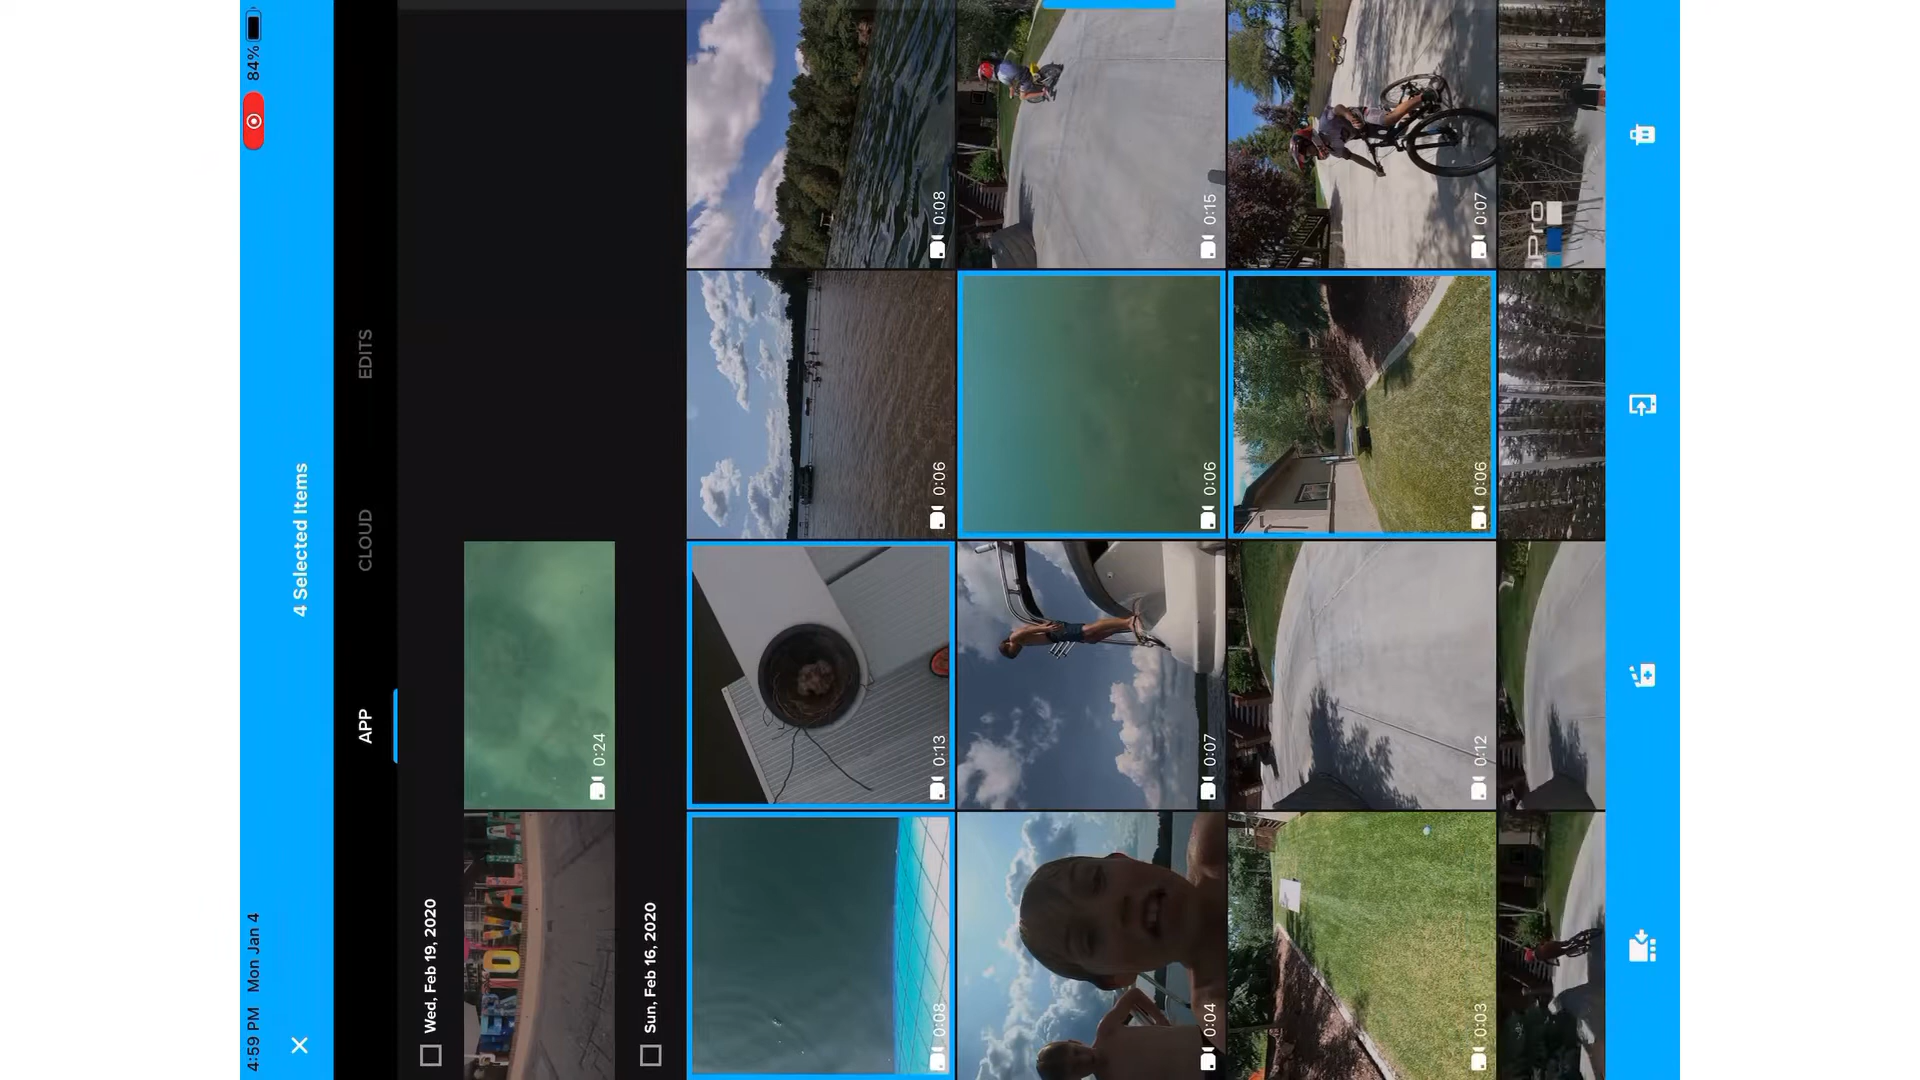 4:59 PM Mon Jan 4
84%
4 Selected Items
APP
CLOUD
EDITS
Wed, Feb 19, 2020
0:24
Sun, Feb 16, 2020
0:08
0:13
0:06
0:08
0:04
0:07
0:06
0:15
0:03
0:12
0:06
0:07